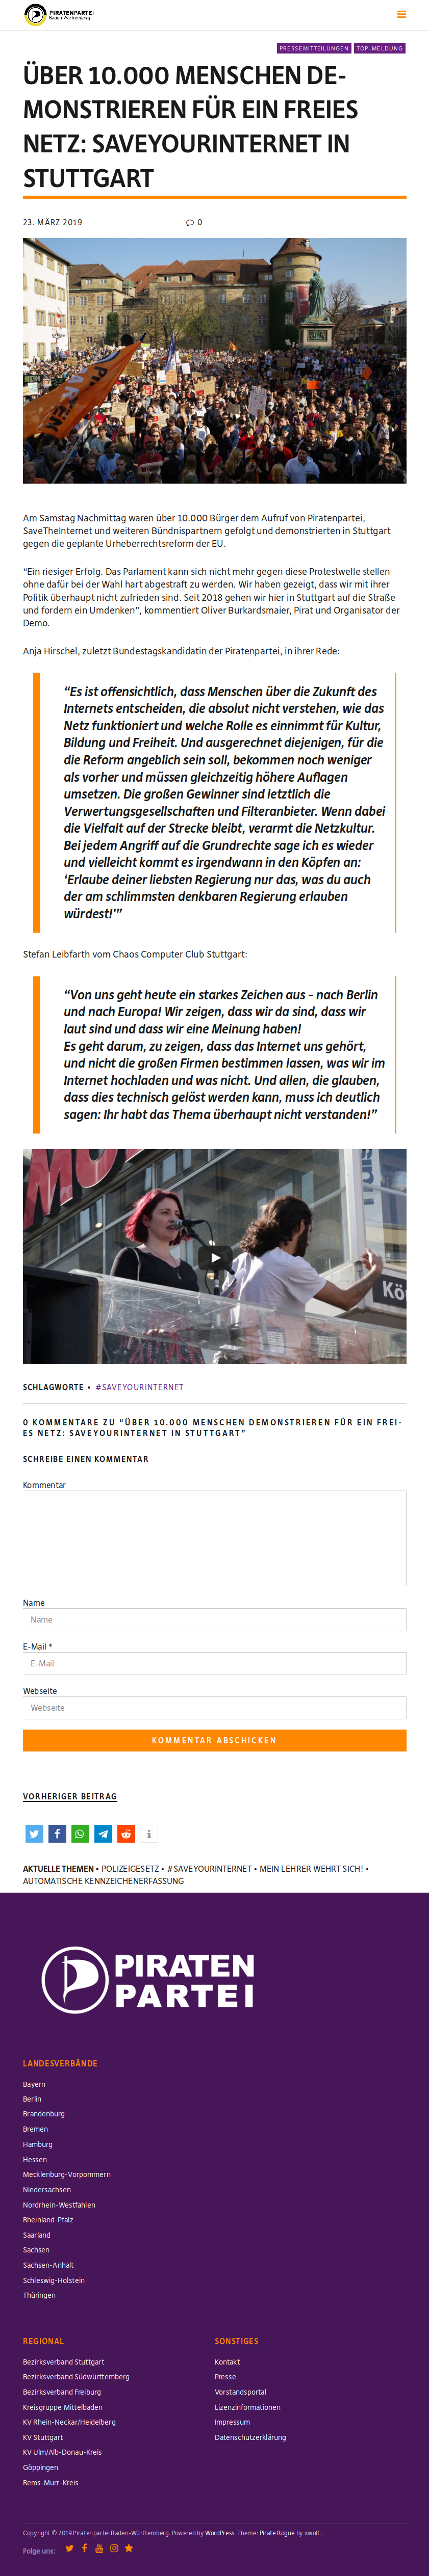 PIRATENPARTEI
Baden Württemberg
PRESSEMITTEILUNGEN
TOP-MELDUNG
ÜBER 10.000 MENSCHEN DE-
MONSTRIEREN FÜR EIN FREIES
NETZ: SAVEYOURINTERNET IN
STUTTGART
23. MÄRZ 2019
0
PIRATEN
Am Samstag Nachmittag waren über 10.000 Bürger dem Aufruf von Piratenpartei,
SaveTheInternet und weiteren Bündnispartnern gefolgt und demonstrierten in Stuttgart
gegen die geplante Urheberrechtsreform der EU.
“Ein riesiger Erfolg. Das Parlament kann sich nicht mehr gegen diese Protestwelle stellen
ohne dafür bei der Wahl hart abgestraft zu werden. Wir haben gezeigt, dass wir mit ihrer
Politik überhaupt nicht zufrieden sind. Seit 2018 gehen wir hier in Stuttgart auf die Straße
und fordern ein Umdenken”, kommentiert Oliver Burkardsmaier, Pirat und Organisator der
Demo.
Anja Hirschel, zuletzt Bundestagskandidatin der Piratenpartei, in ihrer Rede:
“Es ist offensichtlich, dass Menschen über die Zukunft des
Internets entscheiden, die absolut nicht verstehen, wie das
Netz funktioniert und welche Rolle es einnimmt für Kultur,
Bildung und Freiheit. Und ausgerechnet diejenigen, für die
die Reform angeblich sein soll, bekommen noch weniger
als vorher und müssen gleichzeitig höhere Auflagen
umsetzen. Die großen Gewinner sind letztlich die
Verwertungsgesellschaften und Filteranbieter. Wenn dabei
die Vielfalt auf der Strecke bleibt, verarmt die Netzkultur.
Bei jedem Angriff auf die Grundrechte sage ich es wieder
und vielleicht kommt es irgendwann in den Köpfen an:
‘Erlaube deiner liebsten Regierung nur das, was du auch
der am schlimmsten denkbaren Regierung erlauben
würdest!'”
Stefan Leibfarth vom Chaos Computer Club Stuttgart:
“Von uns geht heute ein starkes Zeichen aus – nach Berlin
und nach Europa! Wir zeigen, dass wir da sind, dass wir
laut sind und dass wir eine Meinung haben!
Es geht darum, zu zeigen, dass das Internet uns gehört,
und nicht die großen Firmen bestimmen lassen, was wir im
Internet hochladen und was nicht. Und allen, die glauben,
dass dies technisch gelöst werden kann, muss ich deutlich
sagen: Ihr habt das Thema überhaupt nicht verstanden!”
SCHLAGWORTE • #SAVEYOURINTERNET
0 KOMMENTARE ZU “ÜBER 10.000 MENSCHEN DEMONSTRIEREN FÜR EIN FREI-
ES NETZ: SAVEYOURINTERNET IN STUTTGART”
SCHREIBE EINEN KOMMENTAR
Kommentar
Name
Name
E-Mail *
E-Mail
Webseite
Webseite
KOMMENTAR ABSCHICKEN
VORHERIGER BEITRAG
AKTUELLE THEMEN • POLIZEIGESETZ • #SAVEYOURINTERNET • MEIN LEHRER WEHRT SICH! •
AUTOMATISCHE KENNZEICHENERFASSUNG
PIRATEN
PARTEI
LANDESVERBÄNDE
Bayern
Berlin
Brandenburg
Bremen
Hamburg
Hessen
Mecklenburg-Vorpommern
Niedersachsen
Nordrhein-Westfahlen
Rheinland-Pfalz
Saarland
Sachsen
Sachsen-Anhalt
Schleswig-Holstein
Thüringen
REGIONAL
Bezirksverband Stuttgart
Bezirksverband Südwürttemberg
Bezirksverband Freiburg
Kreisgruppe Mittelbaden
KV Rhein-Neckar/Heidelberg
KV Stuttgart
KV Ulm/Alb-Donau-Kreis
Göppingen
Rems-Murr-Kreis
SONSTIGES
Kontakt
Presse
Vorstandsportal
Lizenzinformationen
Impressum
Datenschutzerklärung
Copyright © 2019 Piratenpartei Baden-Württemberg. Powered by WordPress. Theme: Pirate Rogue by xwolf .
Folge uns: